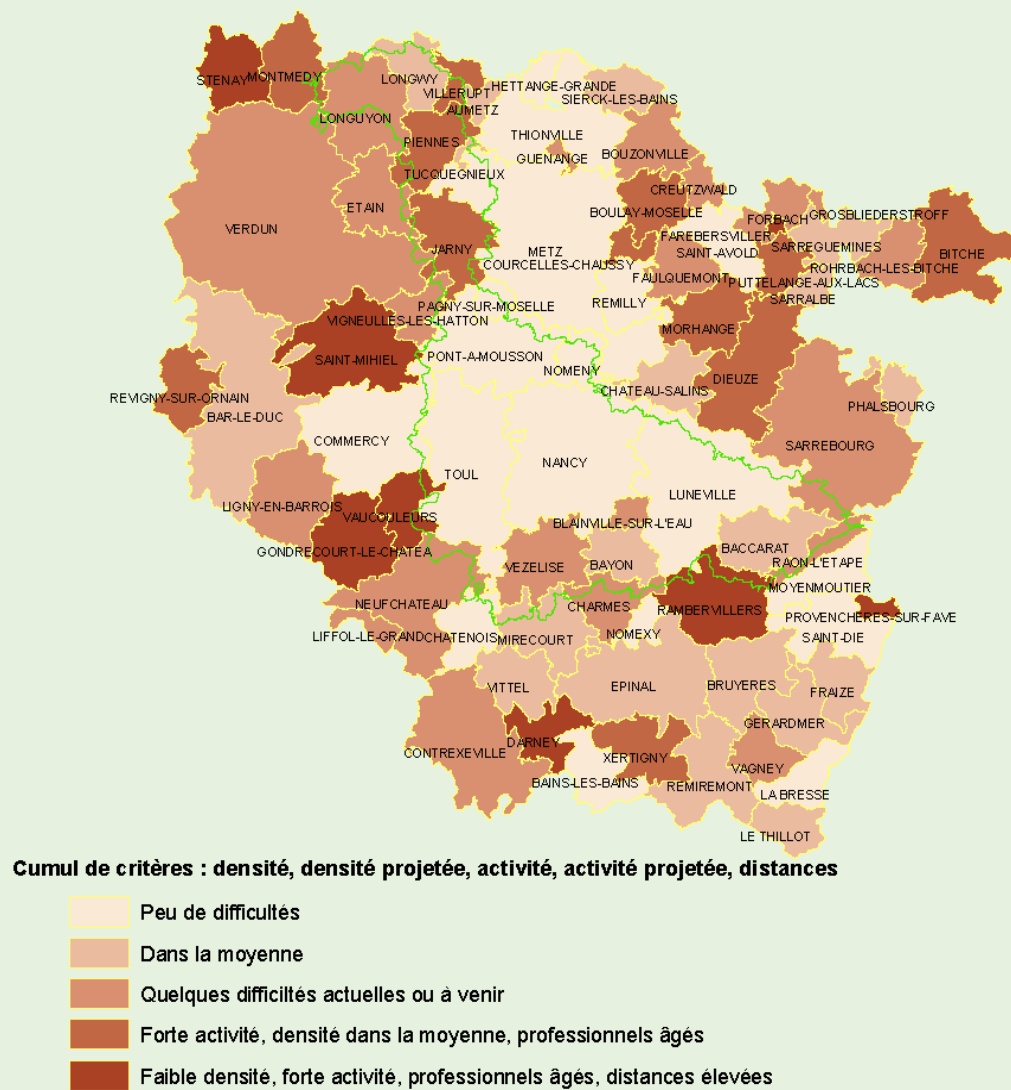 STENAY
MONTMEDY
LONGWY
HETTANGE-GRANDE
VILLERUPT
SIERCK-LES-BAINS
AUMETZ
LONGUYON
THIONVILLE
PIENNES
GUENANGE
BOUZONVILLE
TUCQUEGNIEUX
CREUTZWALD
ETAIN
BOULAY-MOSELLE
FORBACH
GROSBLIEDERSTROFF
VERDUN
FAREBERSVILLER
JARNY
METZ
SAINT-AVOLD
SARREGUEMINES
BITCHE
COURCELLES-CHAUSSY
ROHRBACH-LES-BITCHE
FAULQUEMONT
PUTTELANGE-AUX-LACS
REMILLY
SARRALBE
PAGNY-SUR-MOSELLE
VIGNEULLES-LES-HATTON
MORHANGE
SAINT-MIHIEL
PONT-A-MOUSSON
NOMENY
DIEUZE
CHATEAU-SALINS
REVIGNY-SUR-ORNAIN
PHALSBOURG
BAR-LE-DUC
COMMERCY
SARREBOURG
NANCY
TOUL
LUNEVILLE
LIGNY-EN-BARROIS
VAUCOULEURS
BLAINVILLE-SUR-L'EAU
BACCARAT
GONDRECOURT-LE-CHATEA
RAON-L'ETAPE
VEZELISE
BAYON
MOYENMOUTIER
NEUFCHATEAU
CHARMES
RAMBERVILLERS
PROVENCHERES-SUR-FAVE
LIFFOL-LE-GRAND
CHATENOIS
MIRECOURT
NOMEXY
SAINT-DIE
VITTEL
EPINAL
BRUYERES
FRAIZE
GERARDMER
DARNEY
CONTREXEVILLE
XERTIGNY
VAGNEY
BAINS-LES-BAINS
REMIREMONT
LA BRESSE
LE THILLOT
Cumul de critères : densité, densité projetée, activité, activité projetée, distances
Peu de difficultés
Dans la moyenne
Quelques difficiltés actuelles ou à venir
Forte activité, densité dans la moyenne, professionnels âgés
Faible densité, forte activité, professionnels âgés, distances élevées